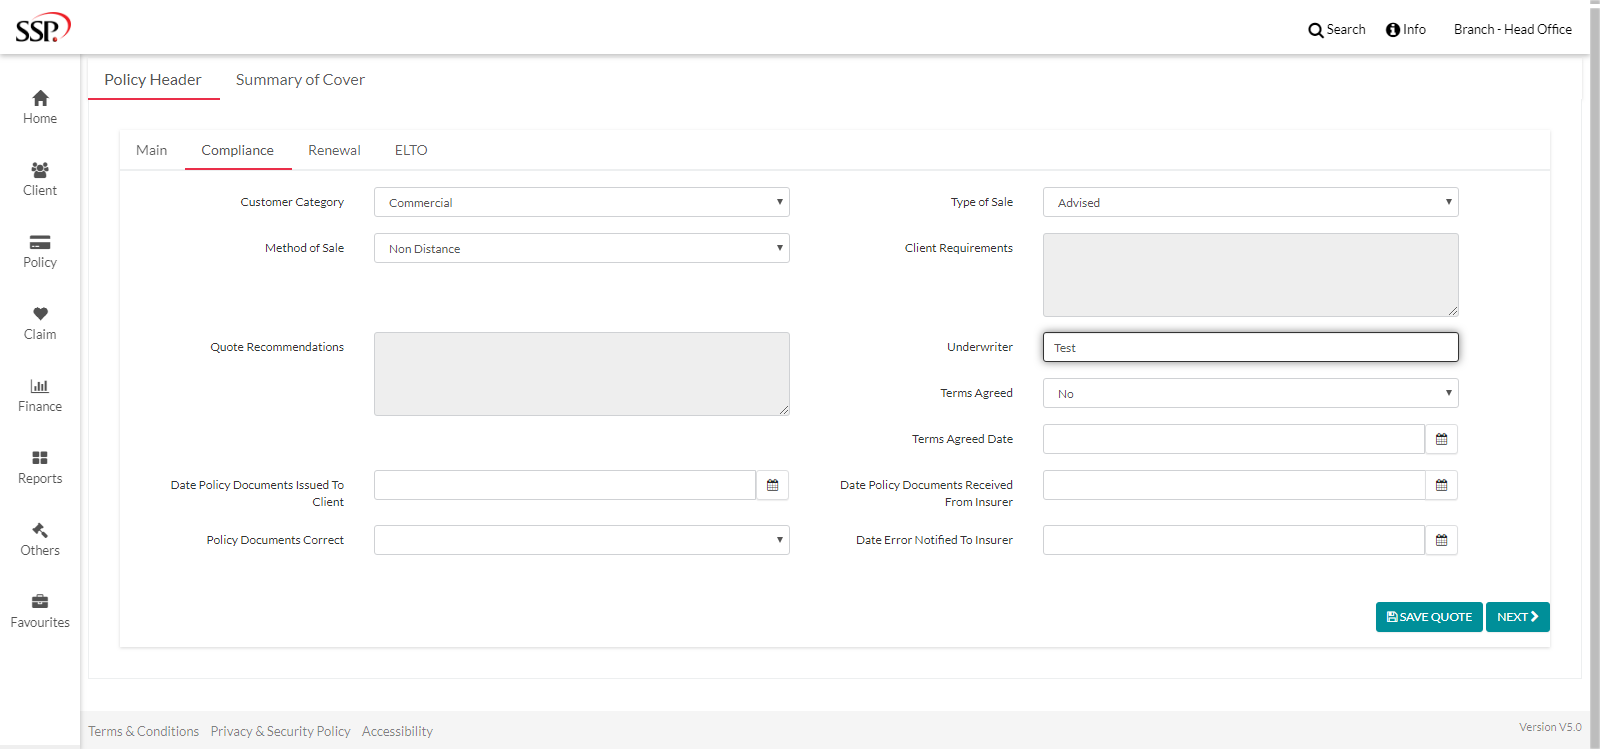 SSP.
Search
Info
Branch - Head Office
Home
Client
Policy
Claim
Finance
Reports
Others
Favourites
Policy Header
Summary of Cover
Main
Compliance
Renewal
ELTO
Customer Category
Commercial
Type of Sale
Advised
Method of Sale
Non Distance
Client Requirements
Quote Recommendations
Underwriter
Test
Terms Agreed
No
Terms Agreed Date
Date Policy Documents Issued To
Client
Date Policy Documents Received
From Insurer
Policy Documents Correct
Date Error Notified To Insurer
SAVE QUOTE
NEXT
Terms & Conditions
Privacy & Security Policy
Accessibility
Version V5.0